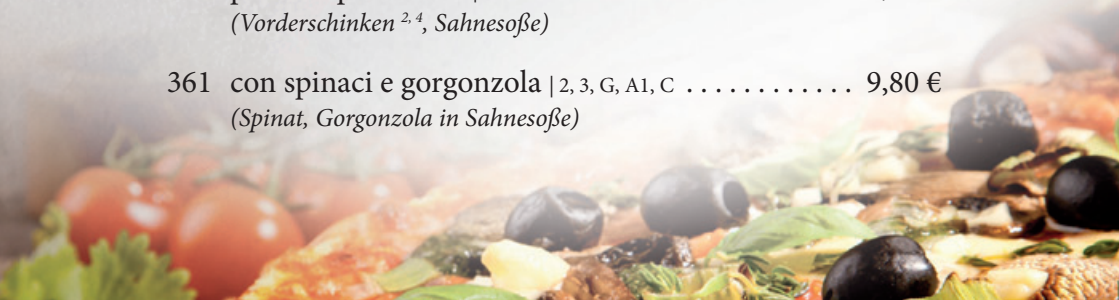 (Vorderschinken 2, 4, Sahnesoße)
361 con spinaci e gorgonzola | 2, 3, G, A1, C . . . . . . . . . . . . 9,80 €
(Spinat, Gorgonzola in Sahnesoße)